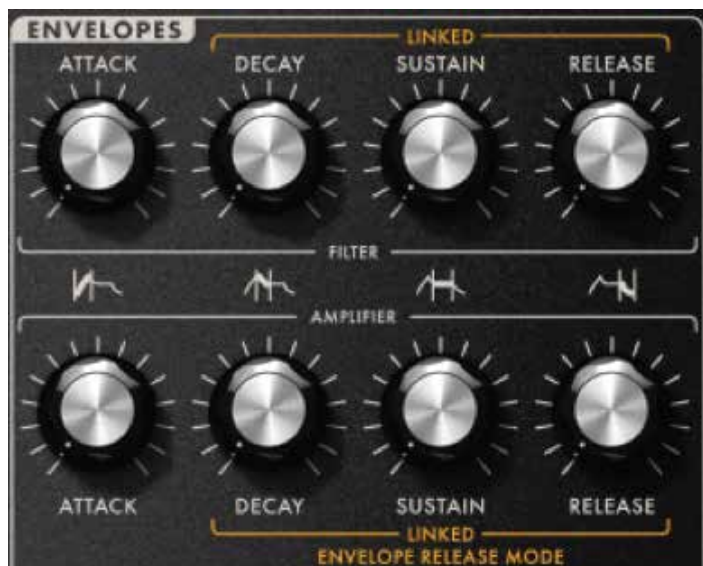 ENVELOPES
LINKED
ATTACK DECAY SUSTAIN RELEASE
FILTER
AMPLIFIER
ATTACK DECAY SUSTAIN RELEASE
LINKED
ENVELOPE RELEASE MODE